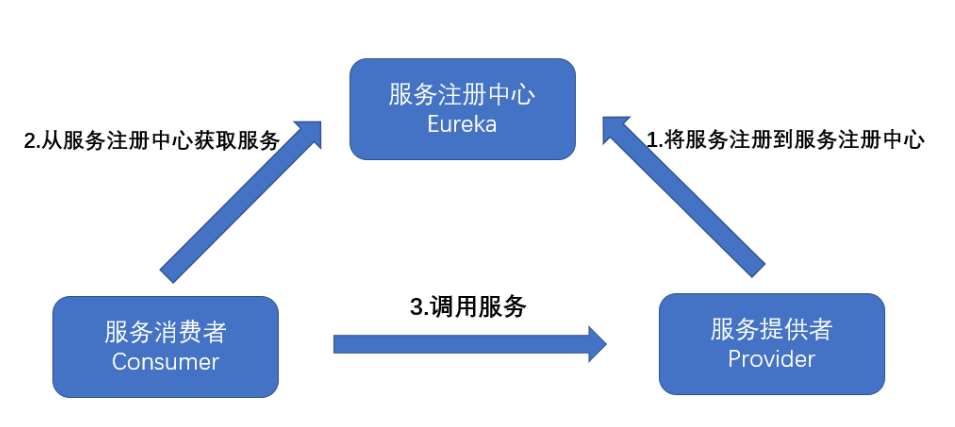 服务注册中心
Eureka
2.从服务注册中心获取服务
1.将服务注册到服务注册中心
3.调用服务
服务消费者
Consumer
服务提供者
Provider